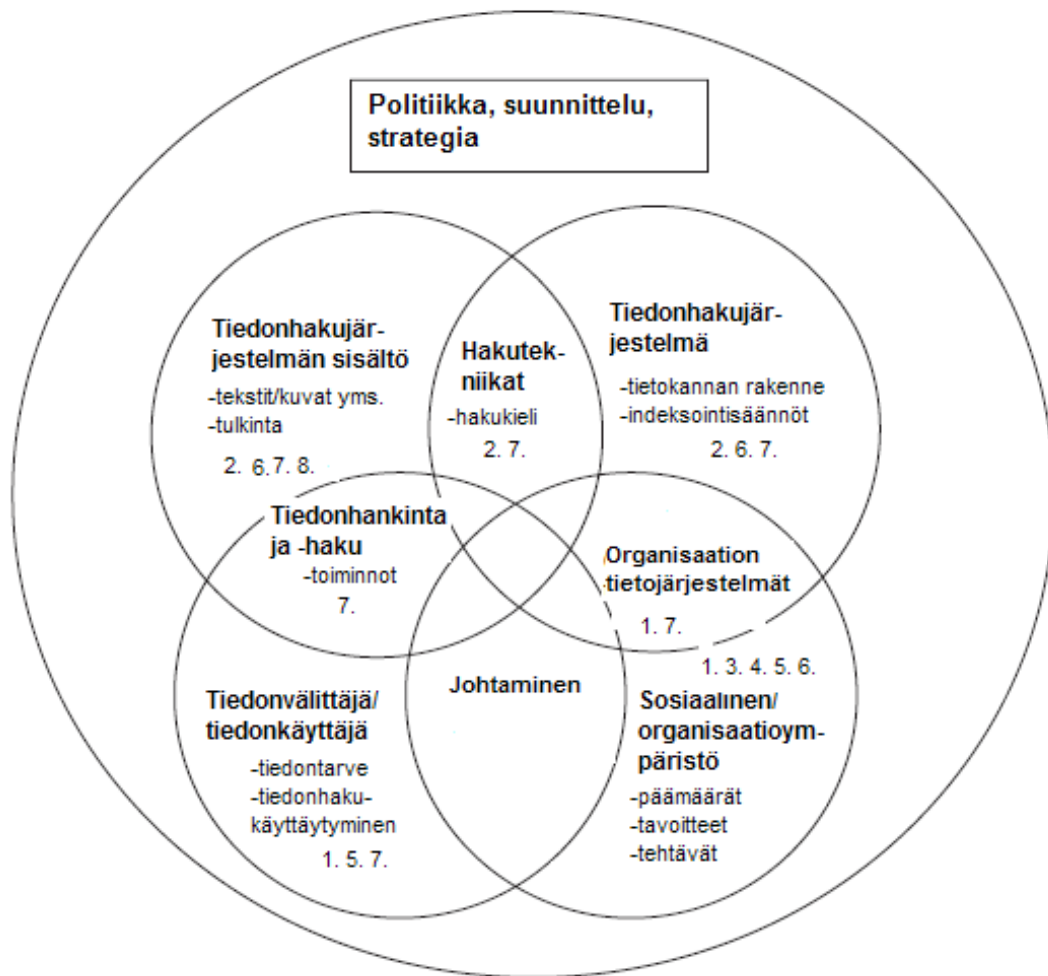 Politiikka, suunnittelu,
strategia
Tiedonhakujär-
jestelmän sisältö
-tekstit/kuvat yms.
-tulkinta
2. 6. 7. 8.
Hakutek-
niikat
-hakukieli
2. 7.
Tiedonhakujär-
jestelmä
-tietokannan rakenne
-indeksointisäännöt
2. 6. 7.
Tiedonhankinta
ja -haku
-toiminnot
7.
Organisaation
tietojärjestelmät
1. 7.
Tiedonvälittäjä/
tiedonkäyttäjä
-tiedontarve
-tiedonhaku-
käyttäytyminen
1. 5. 7.
Johtaminen
1. 3. 4. 5. 6.
Sosiaalinen/
organisaatioym-
päristö
-päämäärät
-tavoitteet
-tehtävät